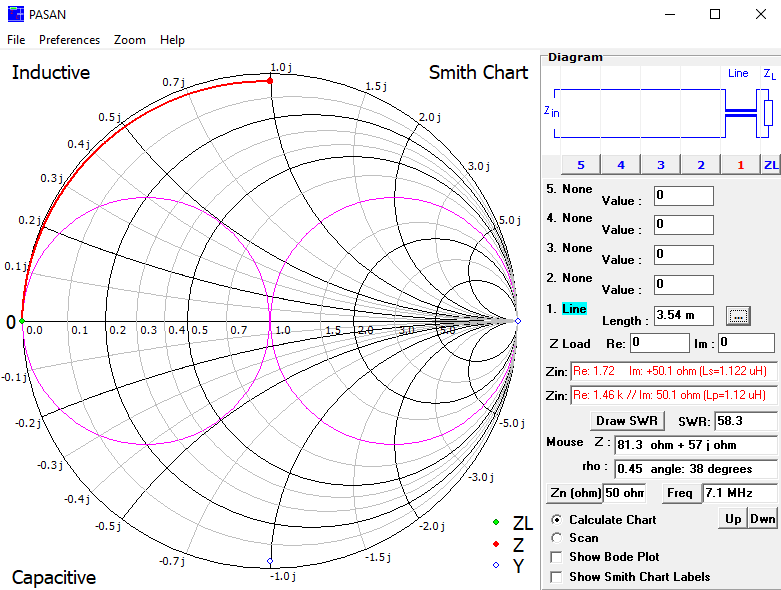 PASAN
File Preferences Zoom Help
Inductive
Smith Chart
1.0 j
0.7 j
1.5 j
0.5 j
2.0 j
0.4 j
3.0 j
0.3 j
0.2 j
5.0 j
0.1 j
0 0.0 0.1 0.2 0.3 0.4 0.5 0.7 1.0 1.5 2.0 3.0 5.0
-0.1 j
-0.2 j
-5.0 j
-0.3 j
-3.0 j
-0.4 j
-0.5 j
-2.0 j
-0.7 j
-1.5 j
-1.0 j
ZL
Z
Y
Capacitive
Diagram
Line ZL
Zin
5 4 3 2 1 ZL
5. None Value : 0
4. None Value : 0
3. None Value : 0
2. None Value : 0
1. Line Length : 3.54 m ...
Z Load Re: 0 Im : 0
Zin: Re: 1.72 Im: +50.1 ohm (Ls=1.122 uH)
Zin: Re: 1.46 k // Im: 50.1 ohm (Lp=1.12 uH)
Draw SWR SWR: 58.3
Mouse Z : 81.3 ohm + 57 j ohm
rho : 0.45 angle: 38 degrees
Zn (ohm) 50 ohm Freq 7.1 MHz
Calculate Chart Up Dwn
Scan
Show Bode Plot
Show Smith Chart Labels